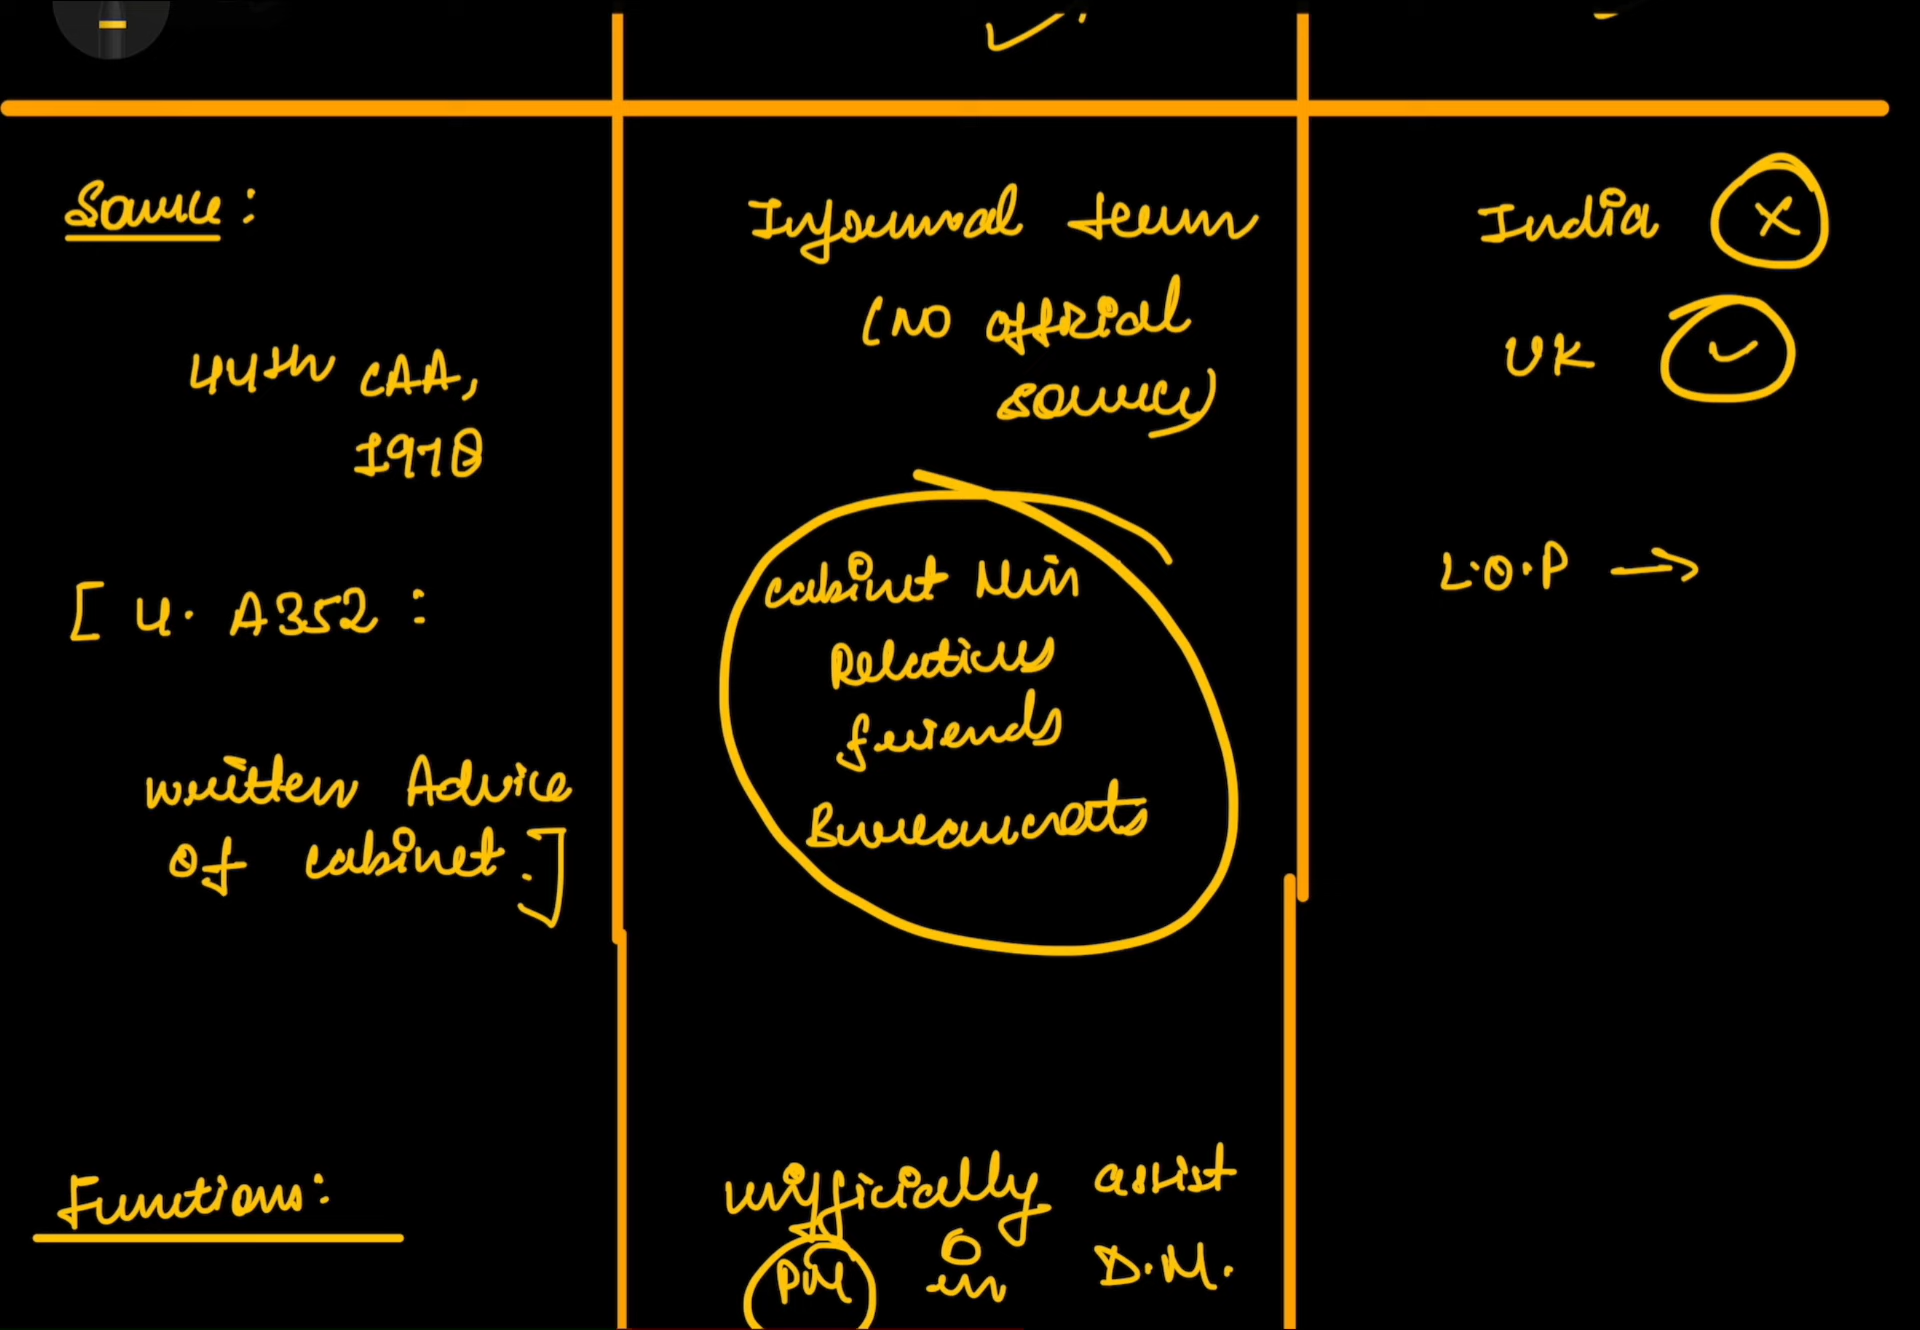 Source:
44th CAA,
1978
[ U. A352 :
written Advice
of cabinet.]
Functions:
Informal term
(NO official
source)
cabinet Min
Relatives
friends
Bureaucrats
unofficially assist
PM in D.M.
India ✗
UK ✓
L.O.P →